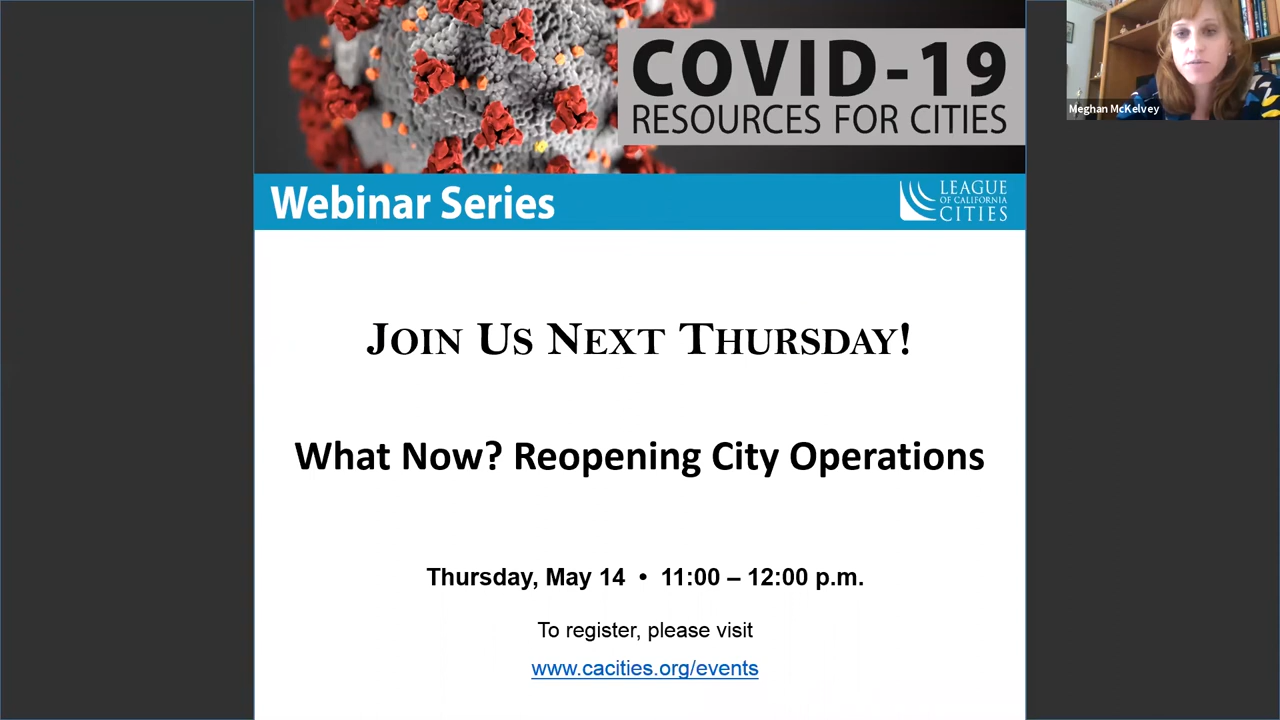 COVID-19
RESOURCES FOR CITIES
Meghan McKelvey
Webinar Series
LEAGUE
OF CALIFORNIA
CITIES
JOIN US NEXT THURSDAY!
What Now? Reopening City Operations
Thursday, May 14 • 11:00 – 12:00 p.m.
To register, please visit
www.cacities.org/events